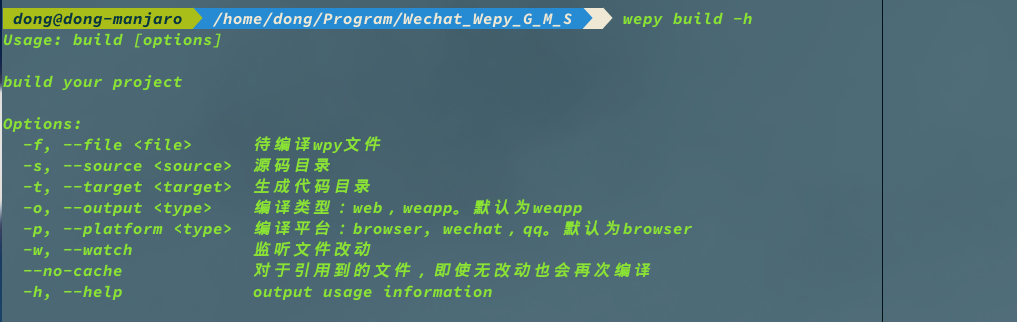 dong@dong-manjaro /home/dong/Program/Wechat_Wepy_G_M_S wepy build -h
Usage: build [options]
build your project
Options:
-f, --file <file> 待编译wpy文件
-s, --source <source> 源码目录
-t, --target <target> 生成代码目录
-o, --output <type> 编译类型：web，weapp。默认为weapp
-p, --platform <type> 编译平台：browser, wechat，qq。默认为browser
-w, --watch 监听文件改动
--no-cache 对于引用到的文件，即使无改动也会再次编译
-h, --help output usage information